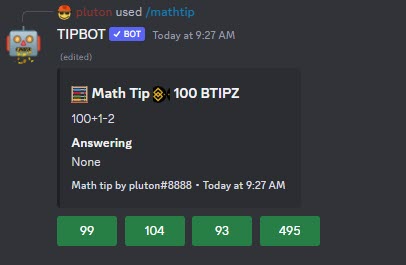 pluton used /mathtip
TIPBOT ✓ BOT Today at 9:27 AM
(edited)
Math Tip 100 BTIPZ
100+1-2
Answering
None
Math tip by pluton#8888 • Today at 9:27 AM
99 104 93 495